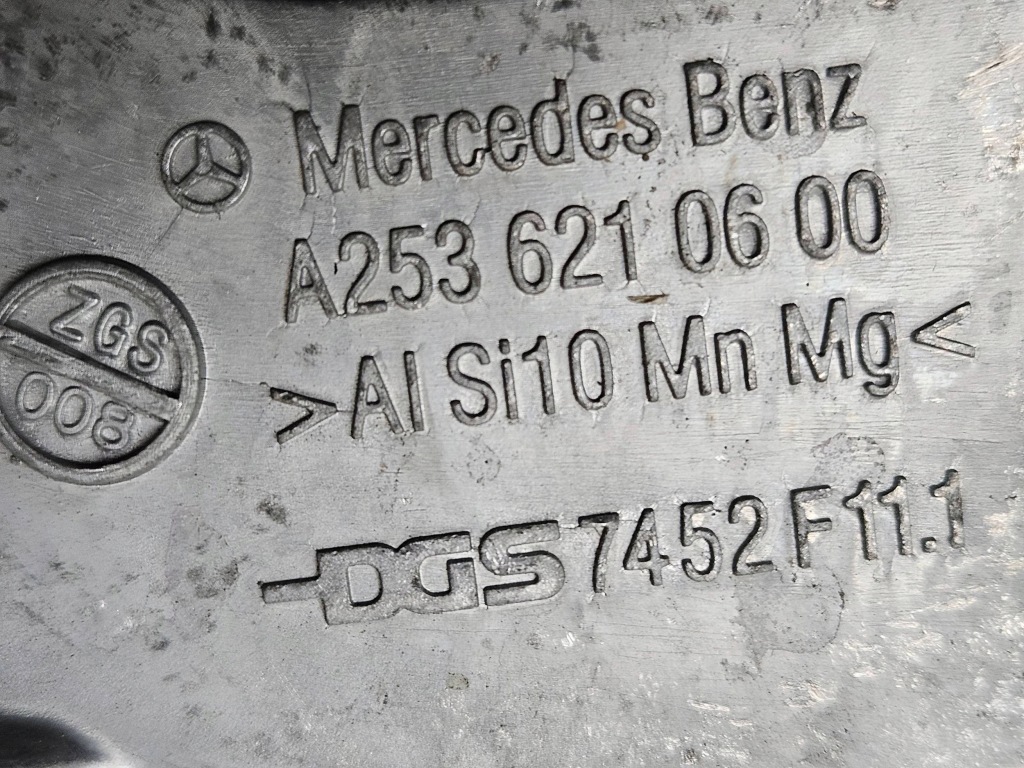 Mercedes Benz
A253 621 06 00
>Al Si10 Mn Mg<
ZGS
008
DGS 7452 F11.1